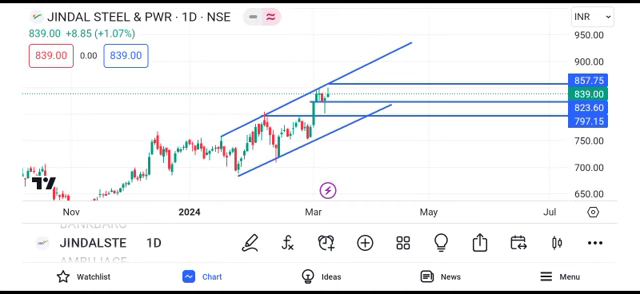 JINDAL STEEL & PWR · 1D · NSE
INR
839.00 +8.85 (+1.07%)
839.00 0.00 839.00
950.00
900.00
857.75
839.00
823.60
797.15
750.00
700.00
650.00
Nov 2024 Mar May Jul
JINDALSTE 1D
Watchlist Chart Ideas News Menu